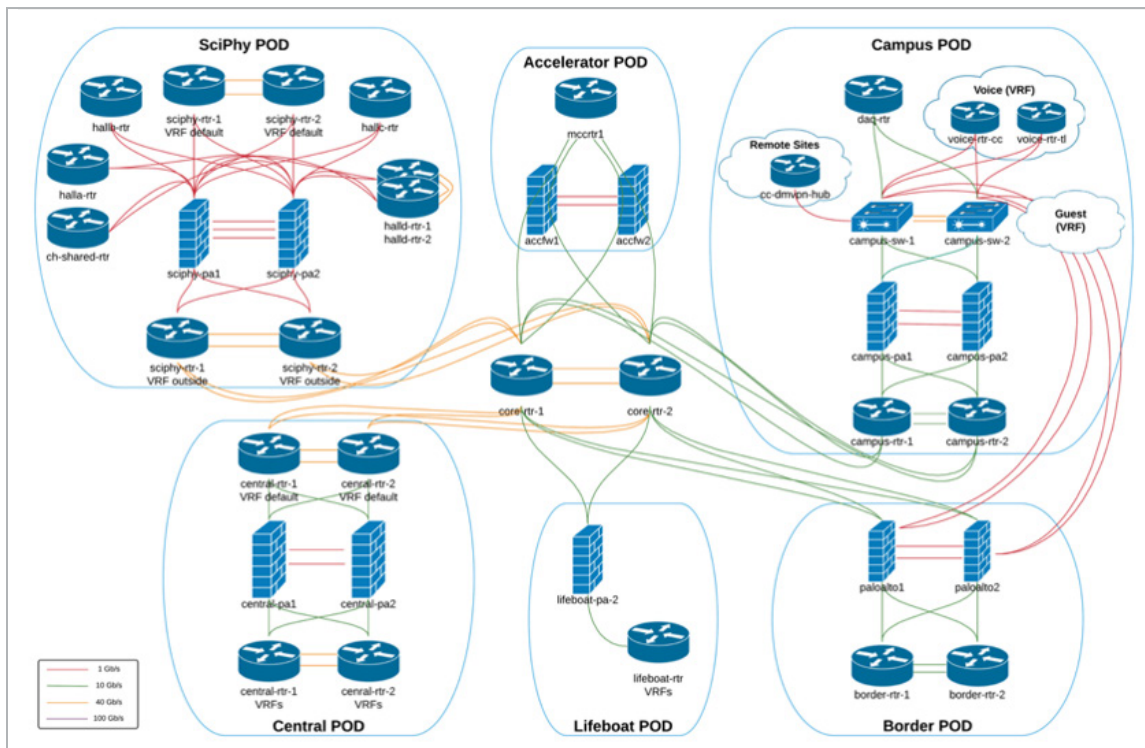 SciPhy POD
hallb-rtr
sciphy-rtr-1
VRF default
sciphy-rtr-2
VRF default
hallc-rtr
halla-rtr
ch-shared-rtr
halld-rtr-1
halld-rtr-2
sciphy-pa1
sciphy-pa2
sciphy-rtr-1
VRF outside
sciphy-rtr-2
VRF outside
Accelerator POD
mccrtr1
accfw1
accfw2
core-rtr-1
core-rtr-2
Campus POD
daq-rtr
Voice (VRF)
voice-rtr-cc
voice-rtr-tl
Remote Sites
cc-dmvpn-hub
Guest
(VRF)
campus-sw-1
campus-sw-2
campus-pa1
campus-pa2
campus-rtr-1
campus-rtr-2
central-rtr-1
VRF default
cenral-rtr-2
VRF default
central-pa1
central-pa2
central-rtr-1
VRFs
cenral-rtr-2
VRFs
Central POD
lifeboat-pa-2
lifeboat-rtr
VRFs
Lifeboat POD
paloalto1
paloalto2
border-rtr-1
border-rtr-2
Border POD
1 Gb/s
10 Gb/s
40 Gb/s
100 Gb/s